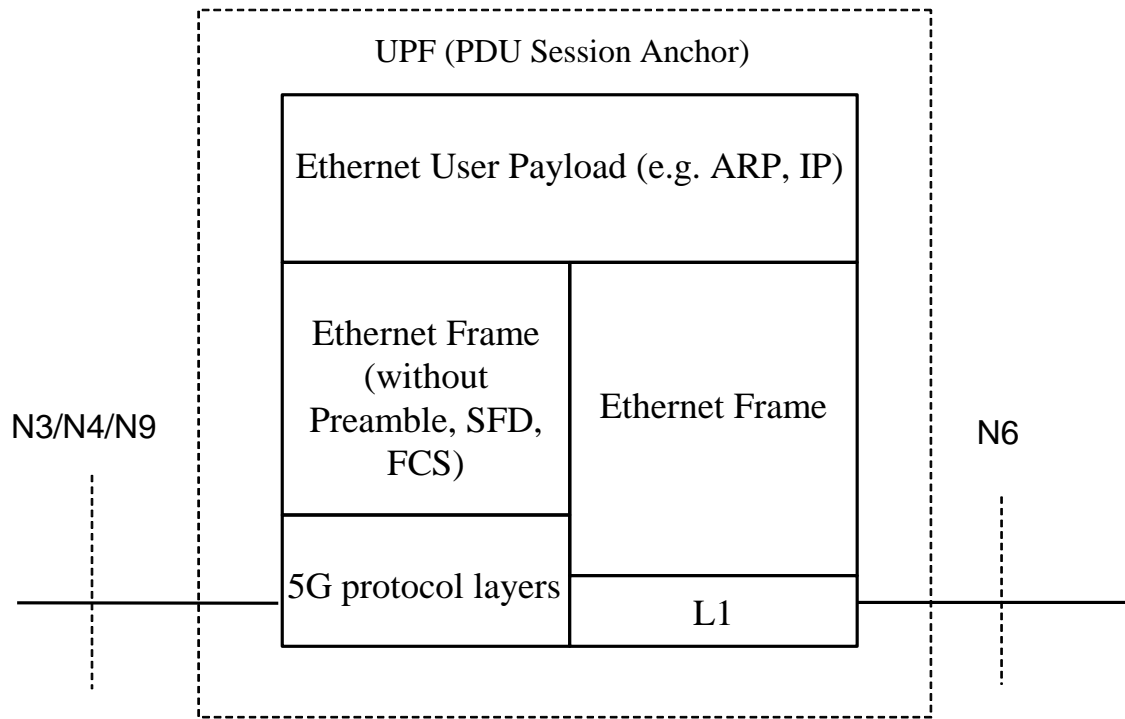 UPF (PDU Session Anchor)
Ethernet User Payload (e.g. ARP, IP)
Ethernet Frame
(without
Preamble, SFD,
FCS)
Ethernet Frame
N3/N4/N9
N6
5G protocol layers
L1